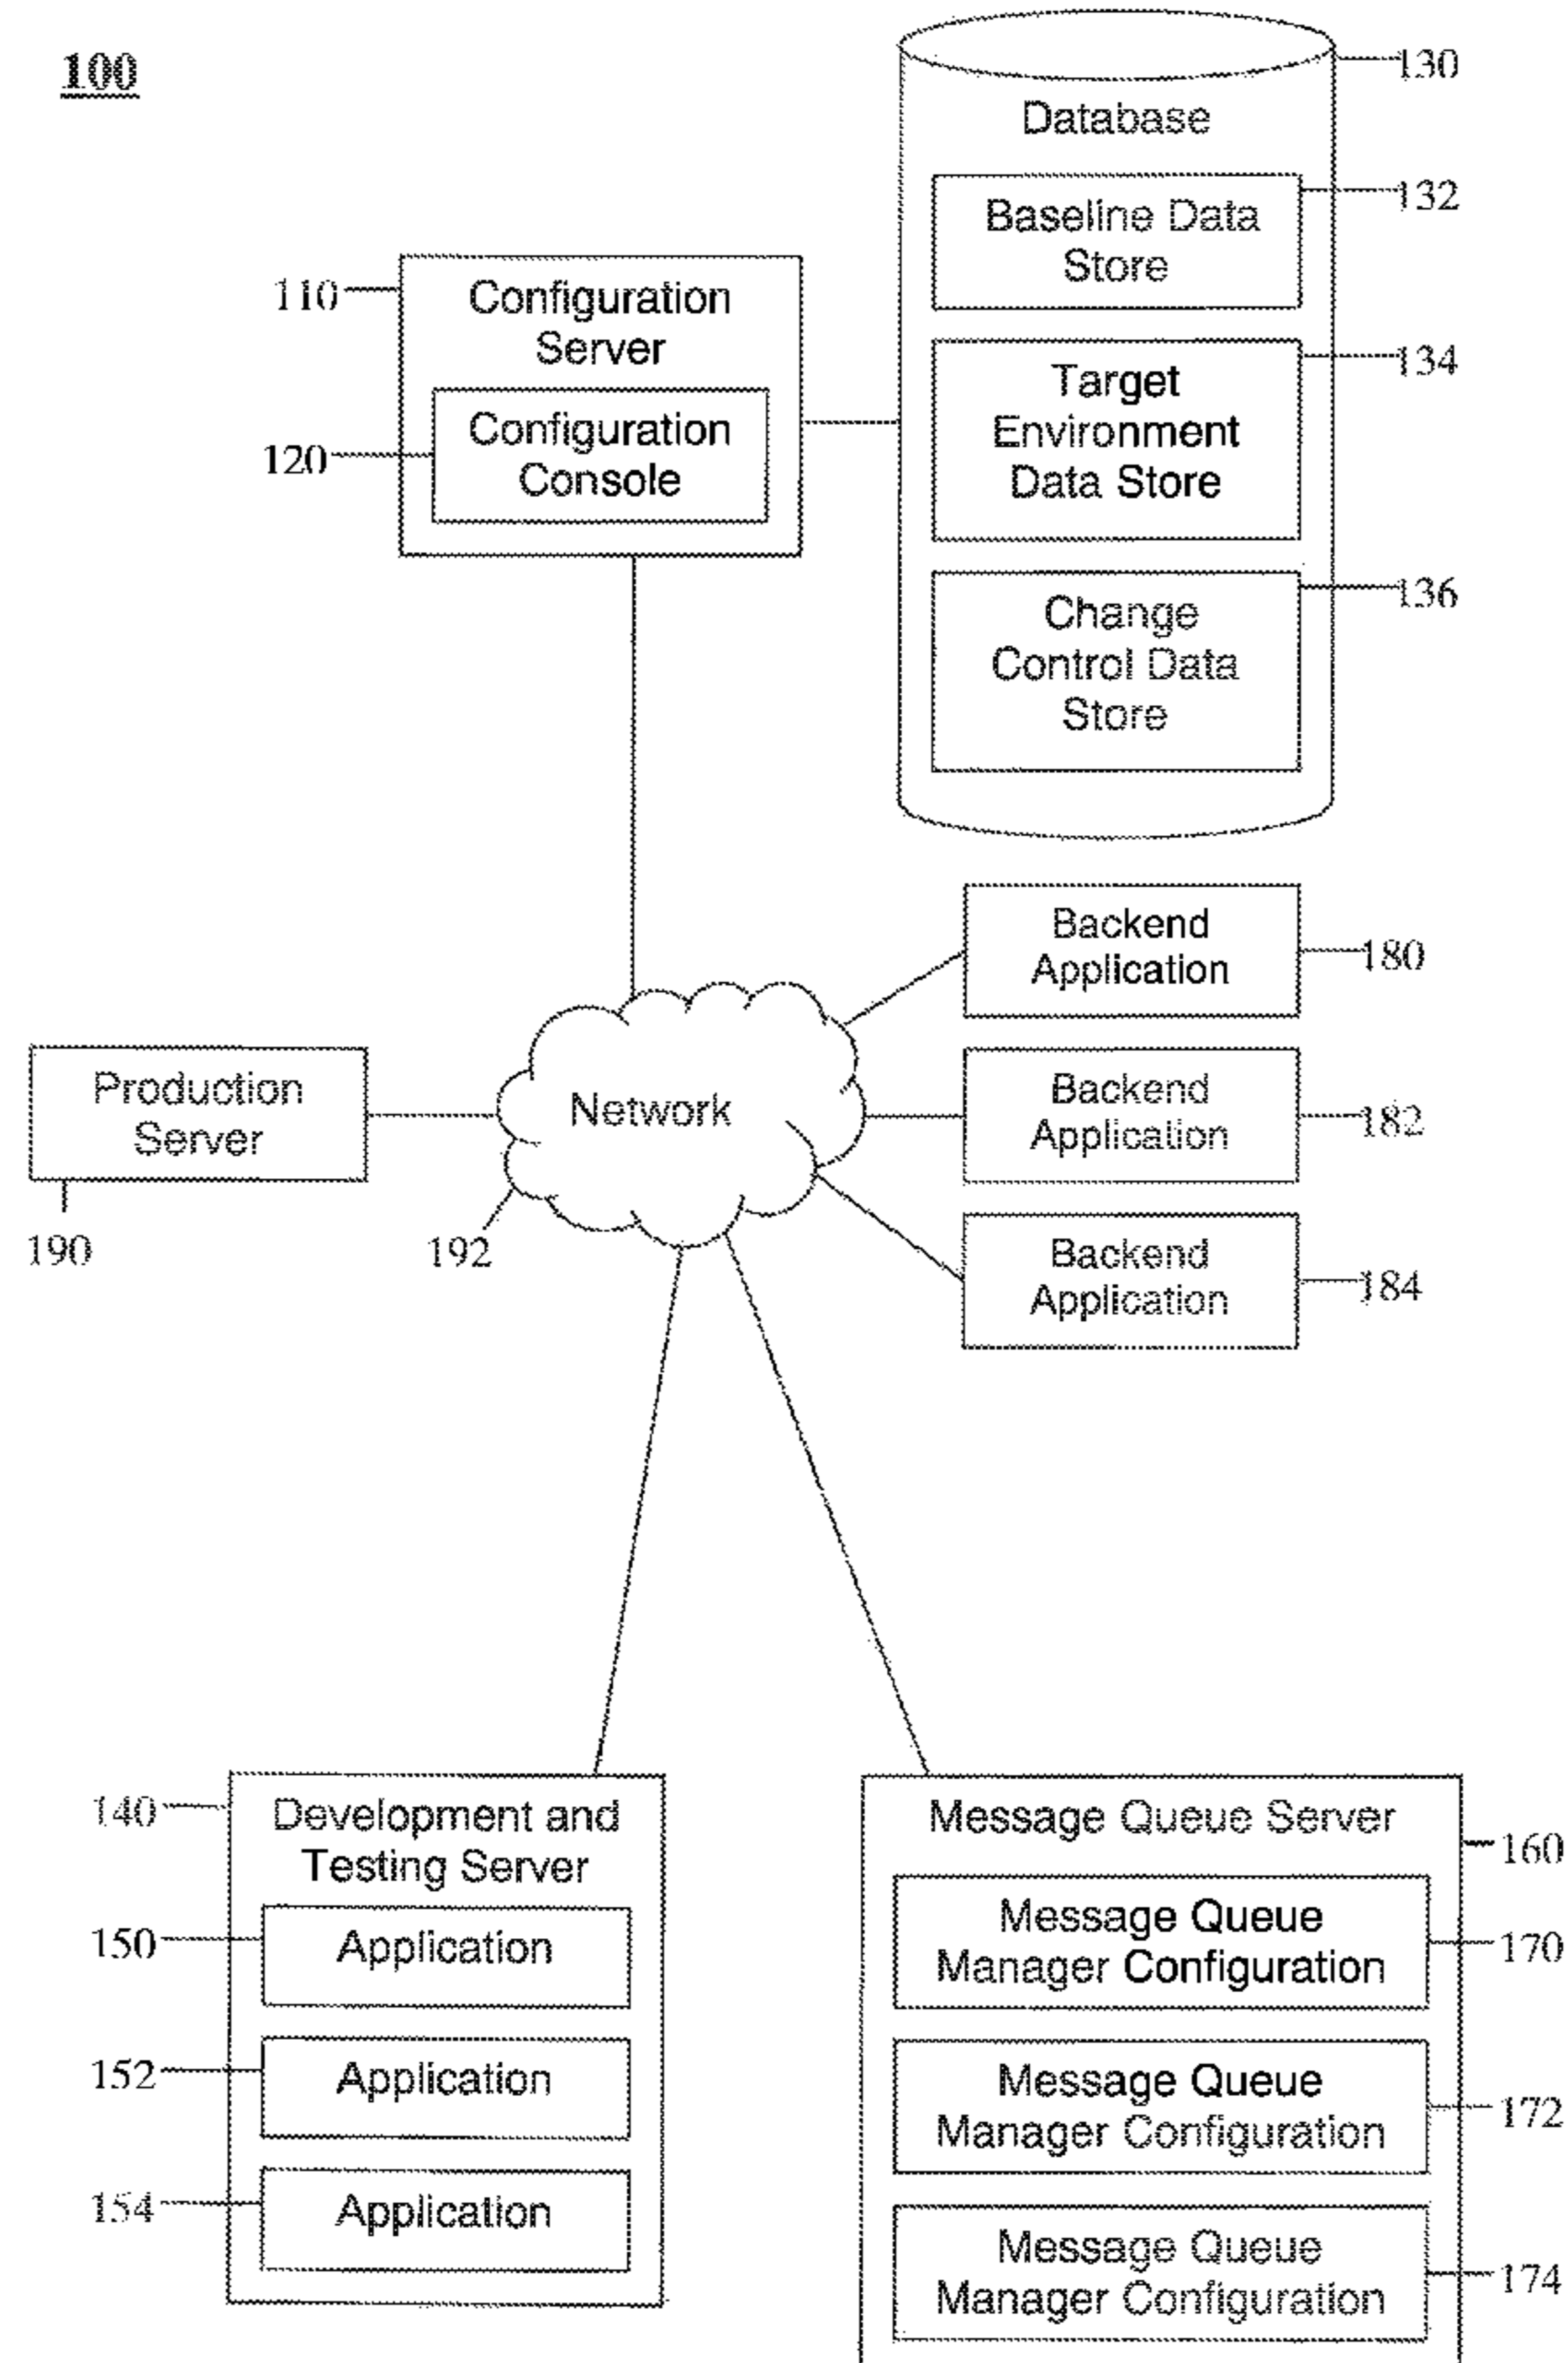 100
130
Database
132
Baseline Data
Store
110
Configuration
Server
134
Target
Environment
Data Store
120
Configuration
Console
136
Change
Control Data
Store
Backend
Application
180
Production
Server
190
Network
192
Backend
Application
182
Backend
Application
184
140
Development and
Testing Server
150
Application
152
Application
154
Application
Message Queue Server
160
Message Queue
Manager Configuration
170
Message Queue
Manager Configuration
172
Message Queue
Manager Configuration
174